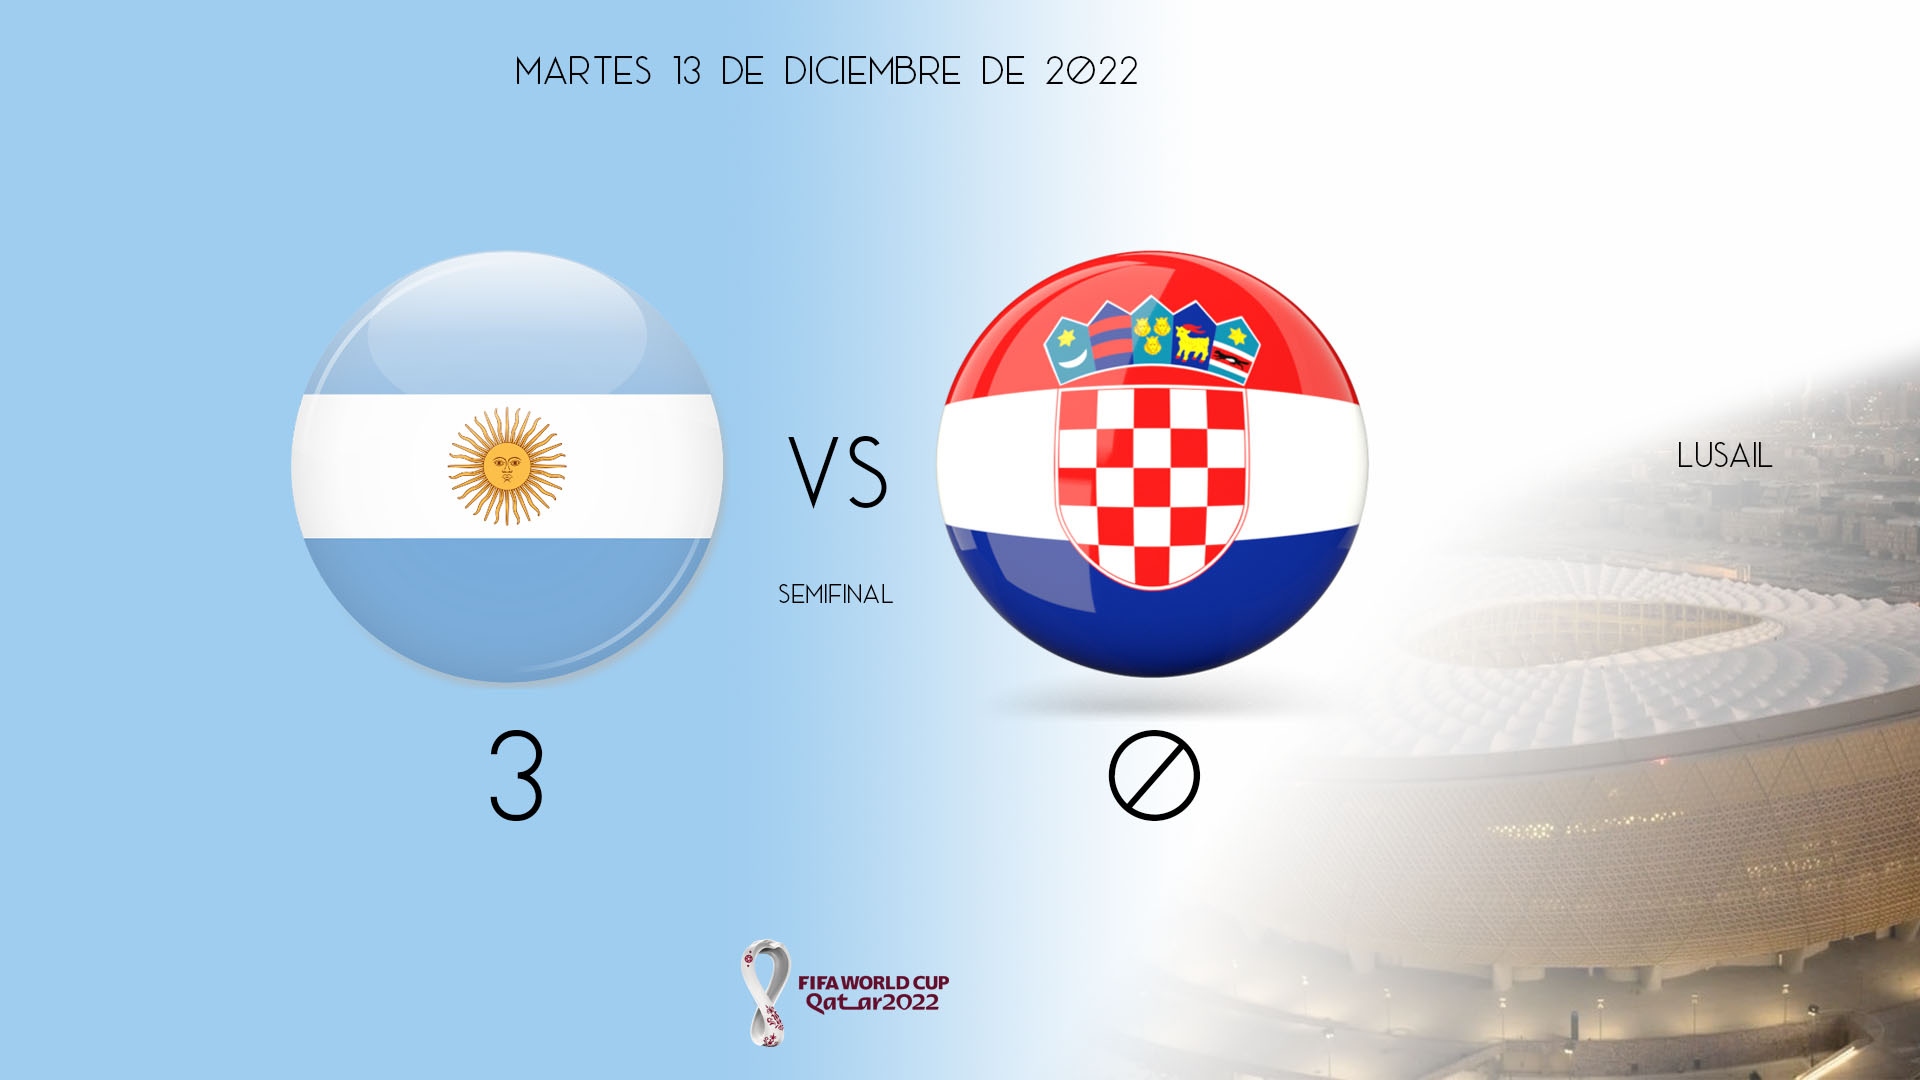 MARTES 13 DE DICIEMBRE DE 2022
VS
LUSAIL
SEMIFINAL
3
0
FIFA WORLD CUP
Qatar2022